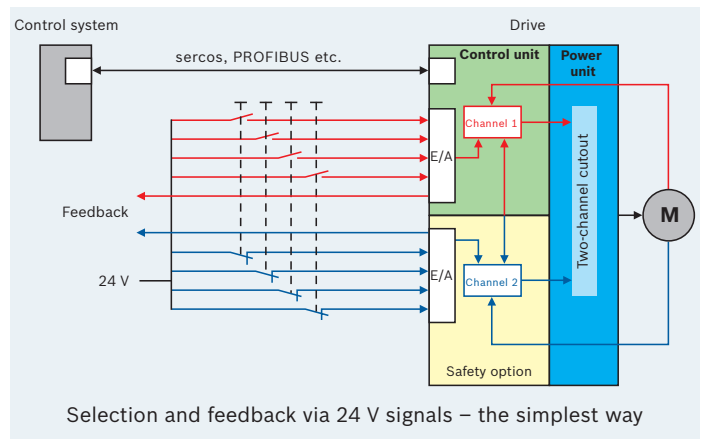 Control system
Drive
sercos, PROFIBUS etc.
Control unit
Power
unit
Channel 1
E/A
Two-channel cutout
Feedback
M
E/A
24 V
Channel 2
Safety option
Selection and feedback via 24 V signals – the simplest way